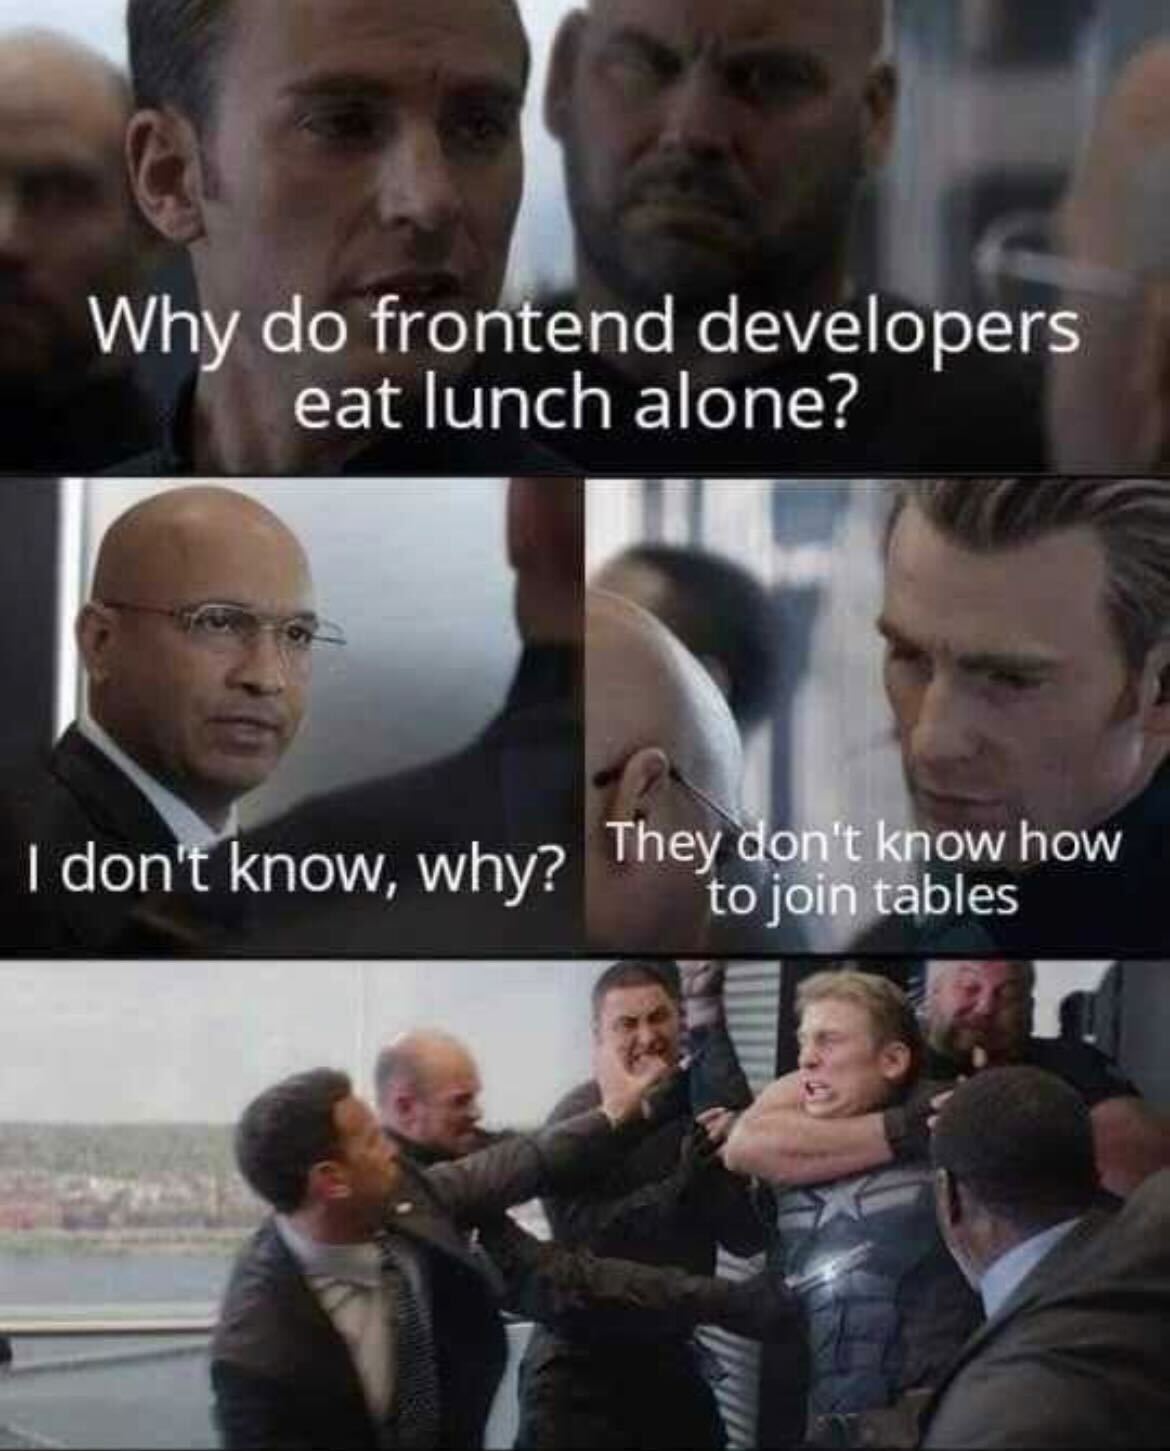 Why do frontend developers
eat lunch alone?
I don't know, why?
They don't know how
to join tables